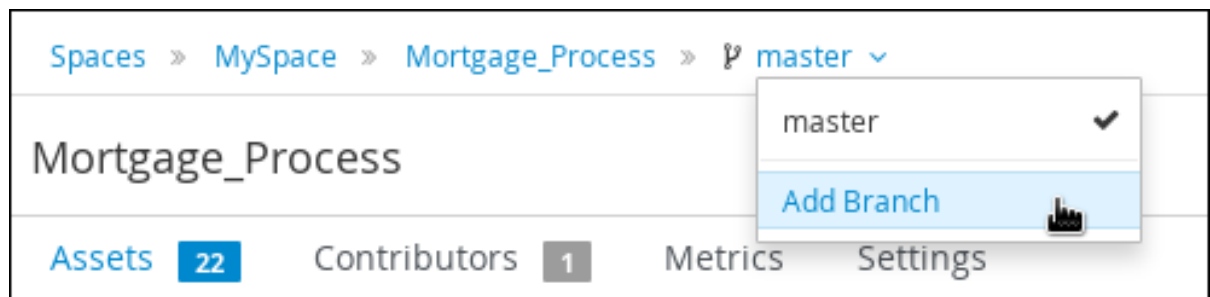 Spaces » MySpace » Mortgage_Process » master
master
Mortgage_Process
Add Branch
Assets 22 Contributors 1 Metrics Settings